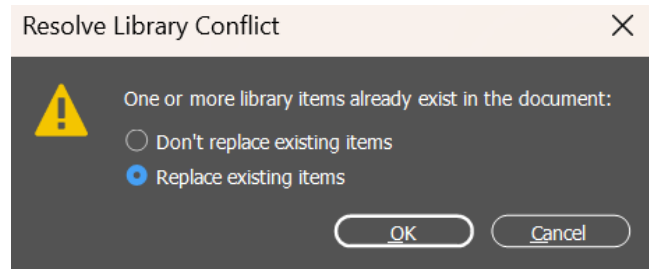 Resolve Library Conflict
One or more library items already exist in the document:
Don't replace existing items
Replace existing items
OK
Cancel